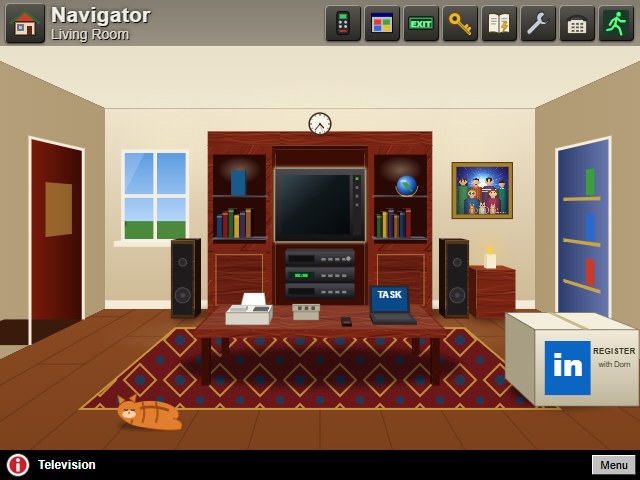 Navigator
Living Room
EXIT
TASK
in
REGISTER
with Dom
Television
Menu